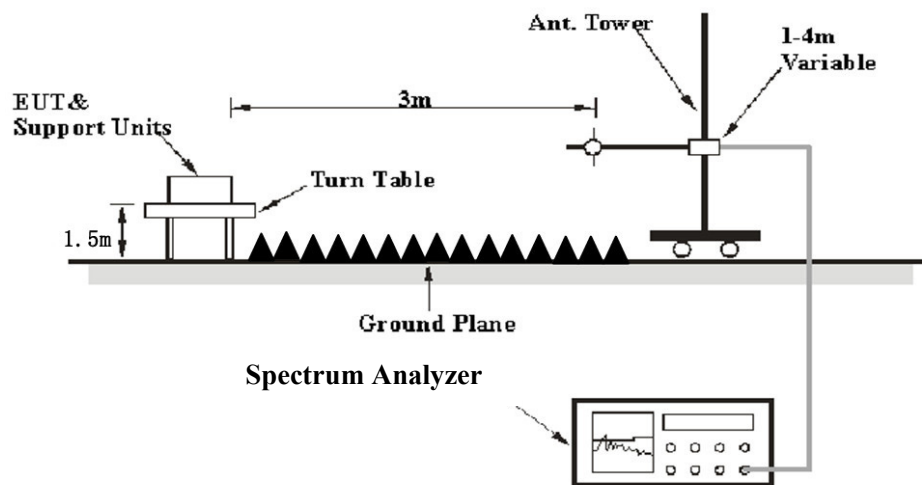 Ant. Tower
1-4m
Variable
3m
EUT&
Support Units
Turn Table
1.5m
Ground Plane
Spectrum Analyzer